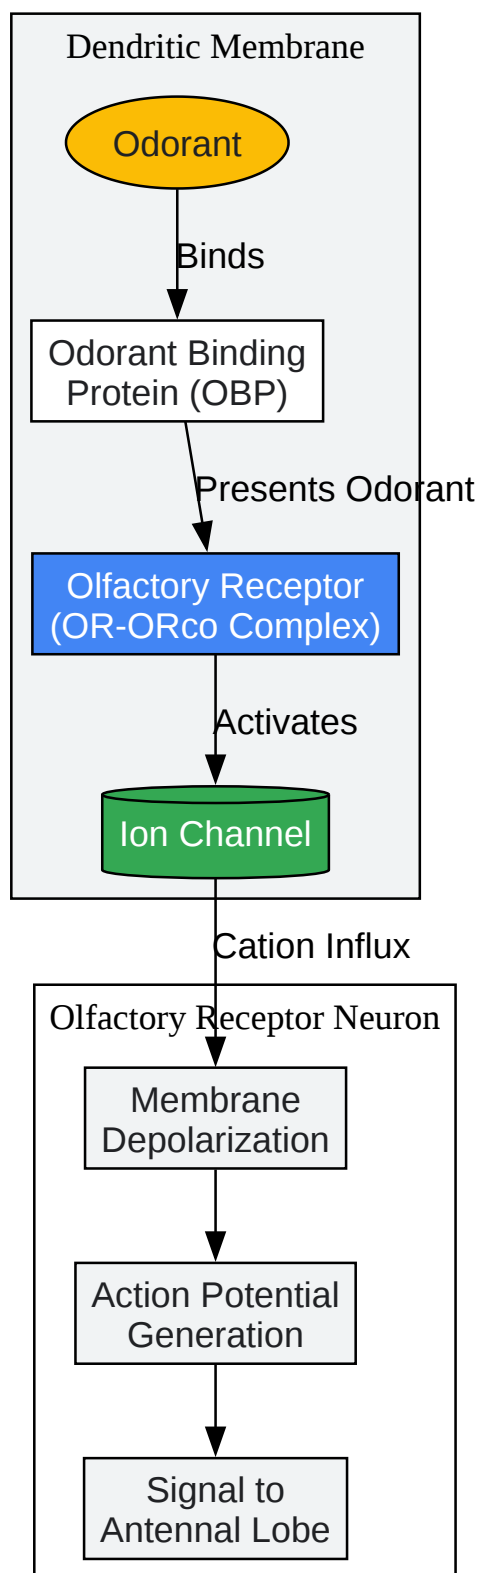 Dendritic Membrane
Odorant
Binds
Odorant Binding
Protein (OBP)
Presents Odorant
Olfactory Receptor
(OR-ORco Complex)
Activates
Ion Channel
Cation Influx
Olfactory Receptor Neuron
Membrane
Depolarization
Action Potential
Generation
Signal to
Antennal Lobe